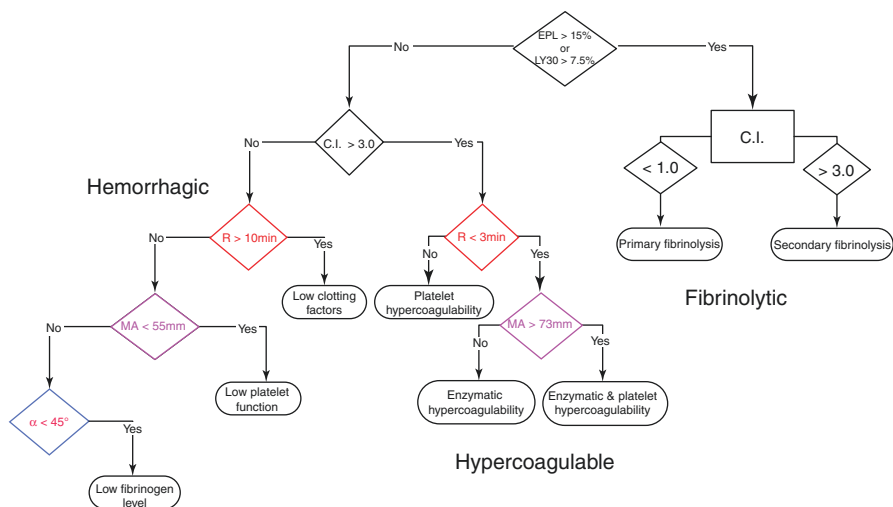 EPL > 15%
or
LY30 > 7.5%
No
Yes
C.I. > 3.0
C.I.
No
Yes
< 1.0
> 3.0
Hemorrhagic
R > 10min
R < 3min
Primary fibrinolysis
Secondary fibrinolysis
No
Yes
No
Yes
Low clotting
factors
Platelet
hypercoagulability
Fibrinolytic
MA < 55mm
MA > 73mm
No
Yes
No
Yes
Low platelet
function
Enzymatic
hypercoagulability
Enzymatic & platelet
hypercoagulability
α < 45°
Yes
Hypercoagulable
Low fibrinogen
level